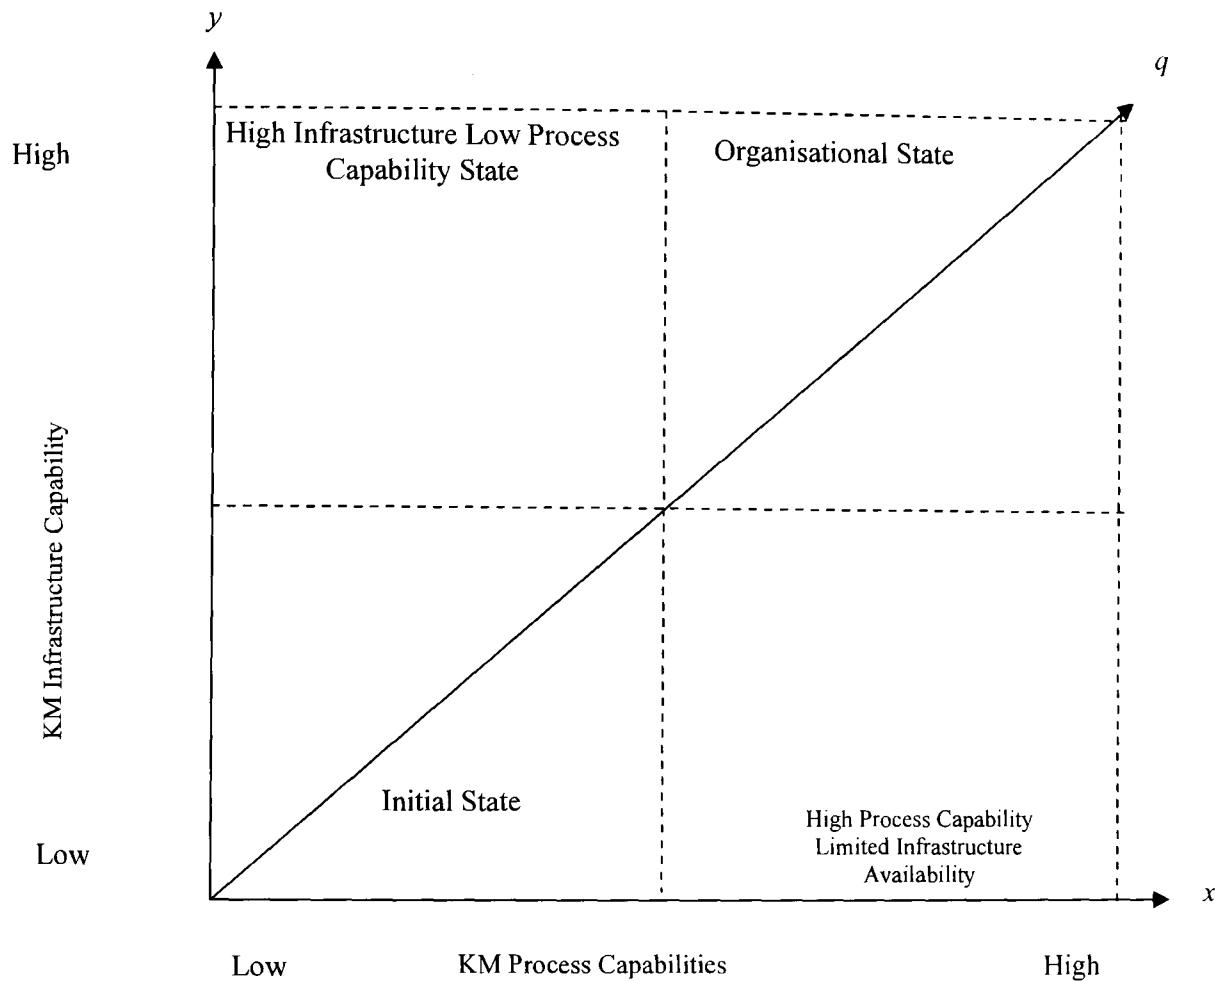 y
q
High Infrastructure Low Process
Capability State
Organisational State
High
KM Infrastructure Capability
Initial State
High Process Capability
Limited Infrastructure
Availability
Low
x
Low
KM Process Capabilities
High